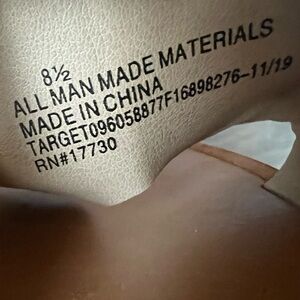 8½
ALL MAN MADE MATERIALS
MADE IN CHINA
TARGET096058877F16898276-11/19
RN#17730